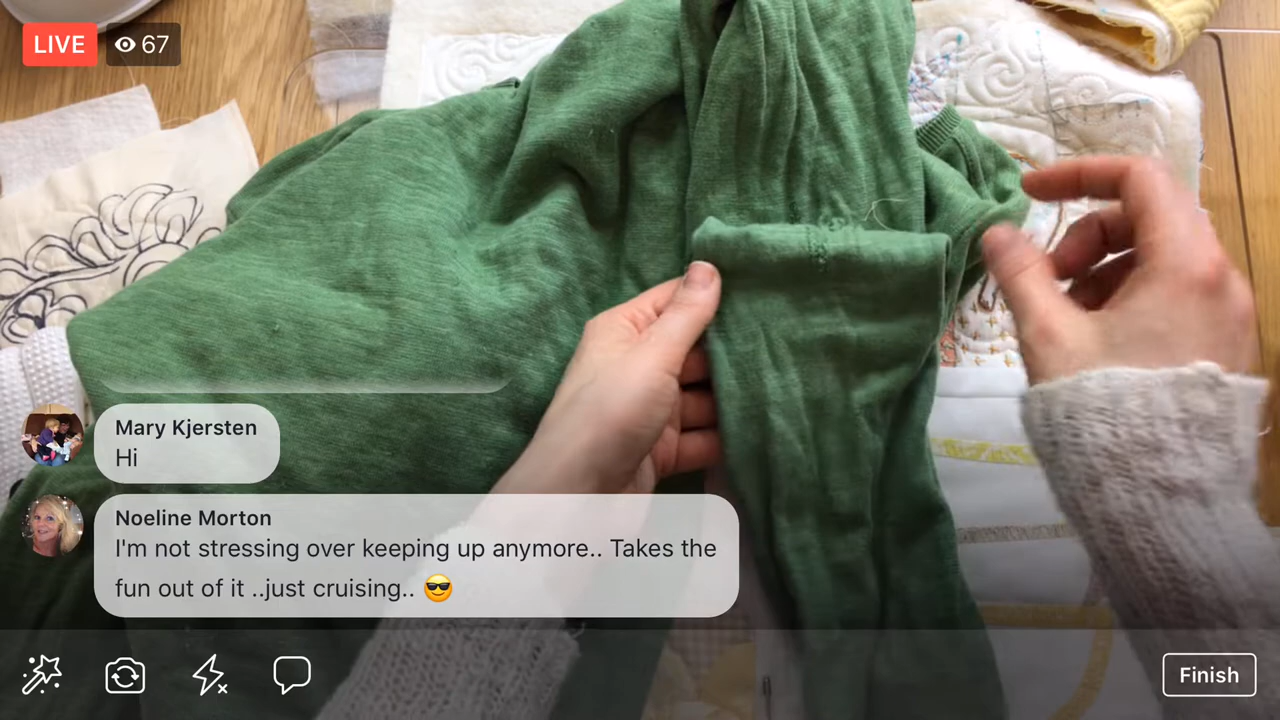 LIVE 67
Mary Kjersten
Hi
Noeline Morton
I'm not stressing over keeping up anymore.. Takes the
fun out of it ..just cruising.. 😎
Finish